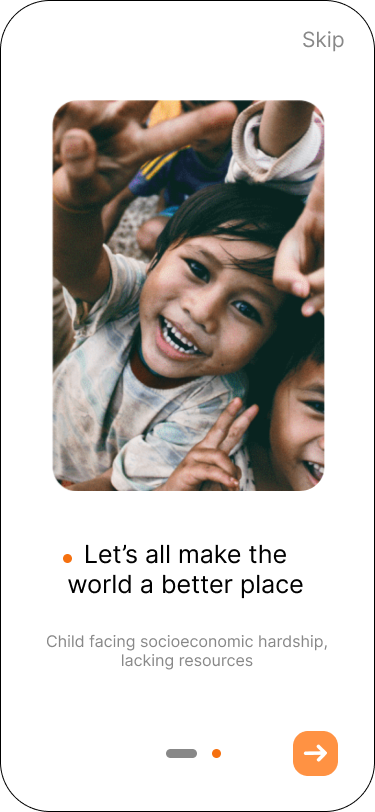 Skip
Let’s all make the
world a better place
Child facing socioeconomic hardship,
lacking resources